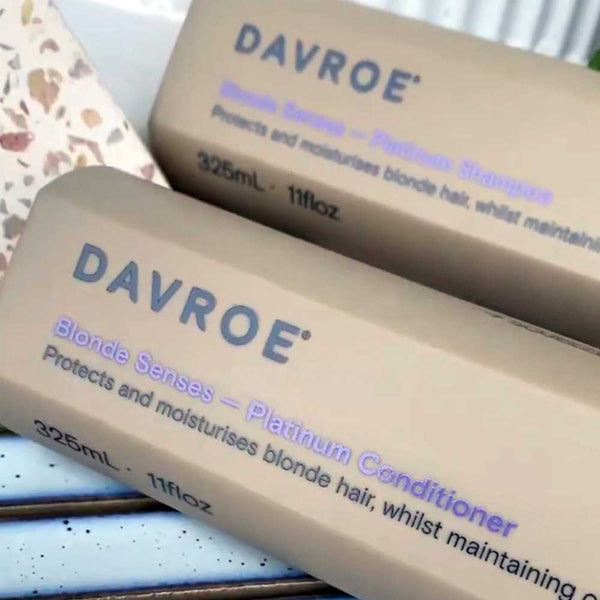 DAVROE
Blonde Senses — Platinum Shampoo
Protects and moisturises blonde hair, whilst
325mL · 11floz
DAVROE
Blonde Senses — Platinum Conditioner
Protects and moisturises blonde hair, whilst maintaining
325mL · 11floz